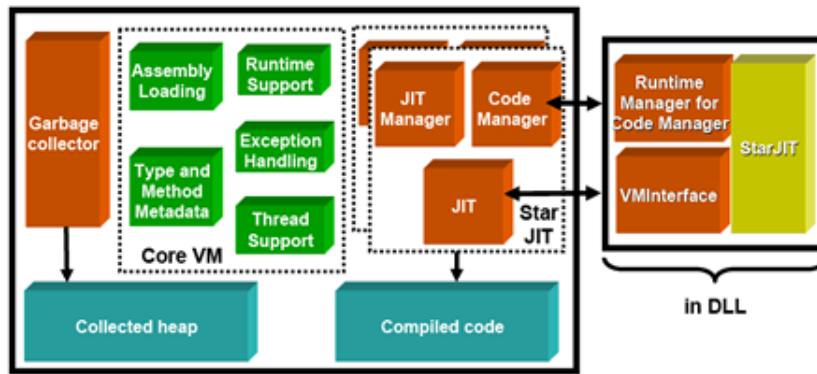 Garbage
collector
Assembly
Loading
Runtime
Support
Exception
Handling
Type and
Method
Metadata
Thread
Support
Core VM
JIT
Manager
Code
Manager
JIT
Star
JIT
Collected heap
Compiled code
Runtime
Manager for
Code Manager
VMInterface
StarJIT
in DLL